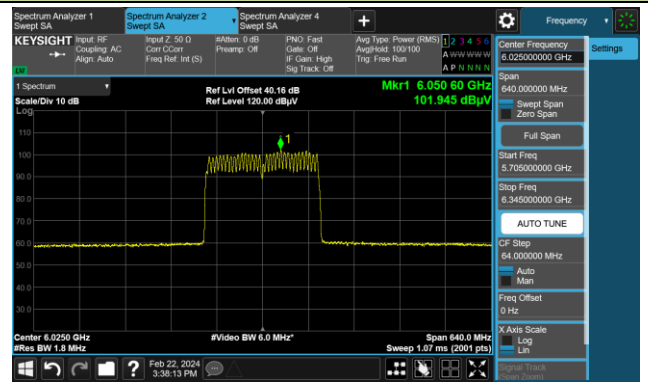 Spectrum Analyzer 1
Swept SA
Spectrum Analyzer 2
Swept SA
Spectrum Analyzer 4
Swept SA
+
Frequency
KEYSIGHT
Input: RF
Coupling: AC
Align: Auto
Input Z: 50 Ω
Corr CCorr
Freq Ref: Int (S)
#Atten: 0 dB
Preamp: Off
PNO: Fast
Gate: Off
IF Gain: High
Sig Track: Off
Avg Type: Power (RMS)
Avg|Hold: 100/100
Trig: Free Run
1 2 3 4 5 6
A W W W W W
A P N N N N
1 Spectrum
Scale/Div 10 dB
Log
Ref Lvl Offset 40.16 dB
Ref Level 120.00 dBµV
Mkr1 6.050 60 GHz
101.945 dBµV
1
110
100
90.0
80.0
70.0
60.0
50.0
40.0
30.0
Center 6.0250 GHz
#Res BW 1.8 MHz
#Video BW 6.0 MHz*
Span 640.0 MHz
Sweep 1.07 ms (2001 pts)
Center Frequency
6.025000000 GHz
Settings
Span
640.000000 MHz
Swept Span
Zero Span
Full Span
Start Freq
5.705000000 GHz
Stop Freq
6.345000000 GHz
AUTO TUNE
CF Step
64.000000 MHz
Auto
Man
Freq Offset
0 Hz
X Axis Scale
Log
Lin
Signal Track
(Span Zoom)
?
Feb 22, 2024
3:38:13 PM